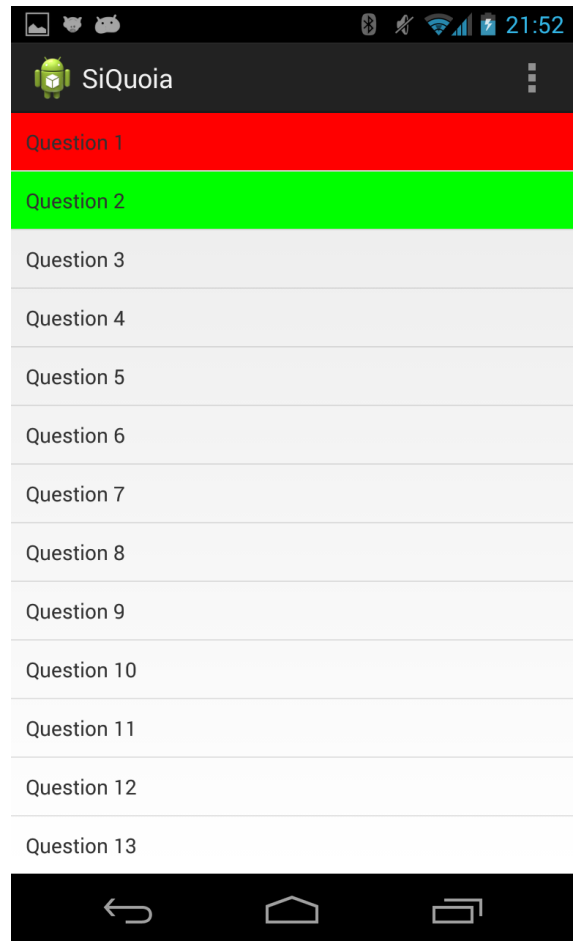 21:52
SiQuoia
Question 1
Question 2
Question 3
Question 4
Question 5
Question 6
Question 7
Question 8
Question 9
Question 10
Question 11
Question 12
Question 13